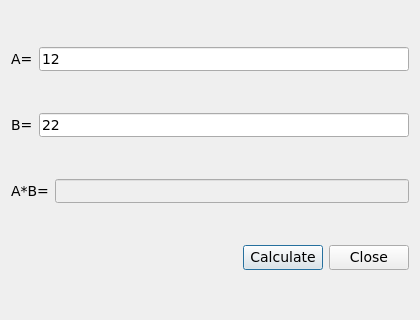 A= 12
B= 22
A*B=
Calculate Close